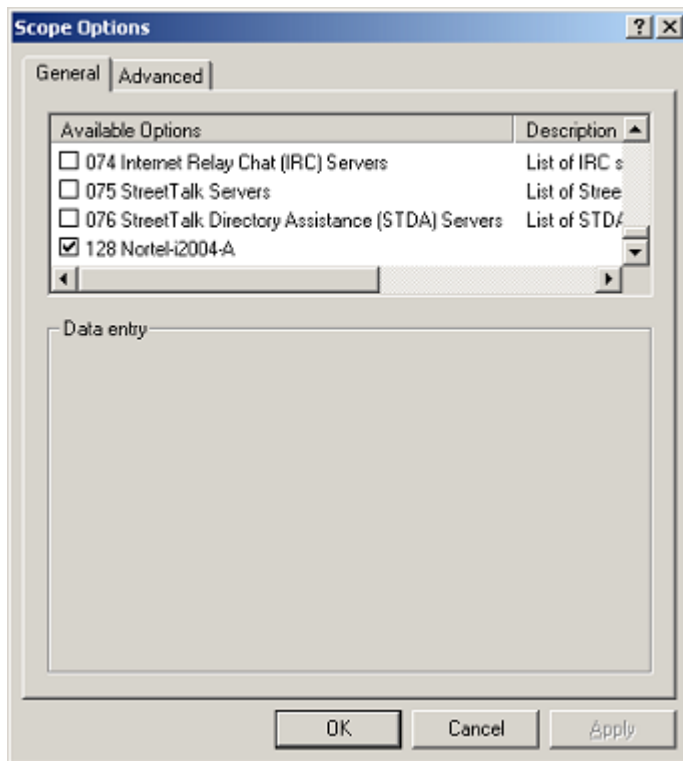 Scope Options
General Advanced
Available Options Description
074 Internet Relay Chat (IRC) Servers List of IRC s
075 StreetTalk Servers List of Stree
076 StreetTalk Directory Assistance (STDA) Servers List of STDA
128 Nortel-i2004-A
Data entry
OK Cancel Apply